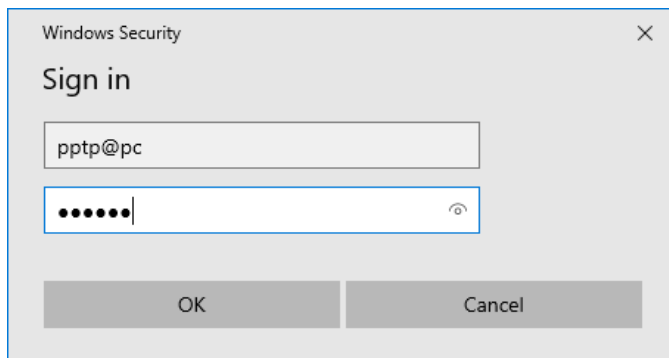 Windows Security
Sign in
pptp@pc
••••••
OK
Cancel